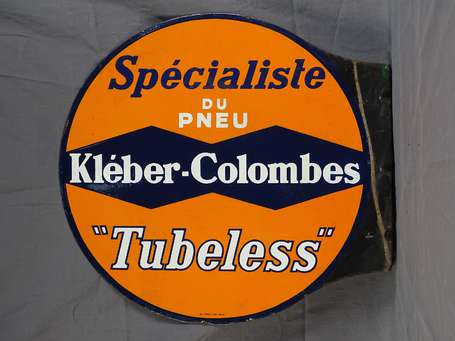 Spécialiste
DU
PNEU
Kléber-Colombes
"Tubeless"